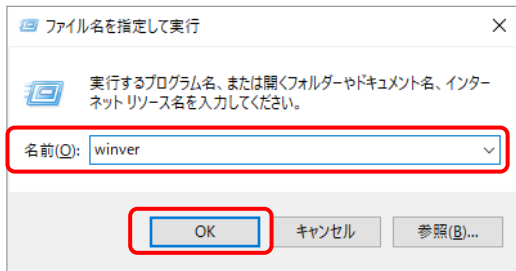 ファイル名を指定して実行
実行するプログラム名、または開くフォルダーやドキュメント名、インター
ネット リソース名を入力してください。
名前(O): winver
OK キャンセル 参照(B)...